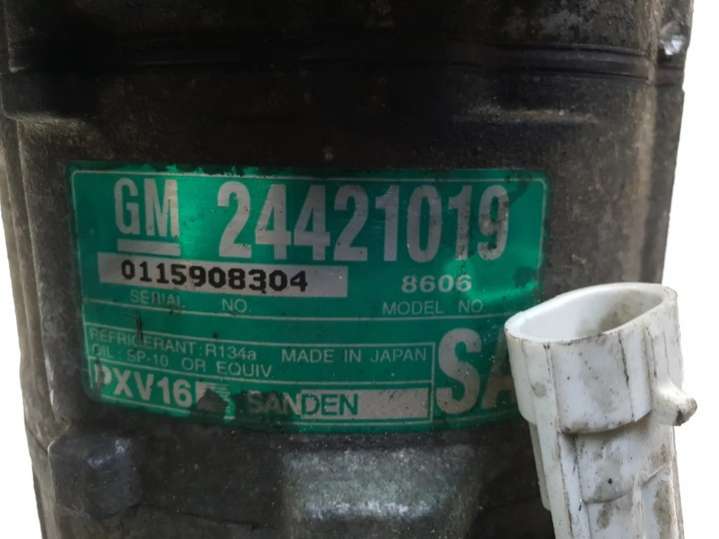 GM 24421019
0115908304 8606
SERIAL NO. MODEL NO
REFRIGERANT: R134a MADE IN JAPAN
OIL: SP-10 OR EQUIV
PXV16 SANDEN SA